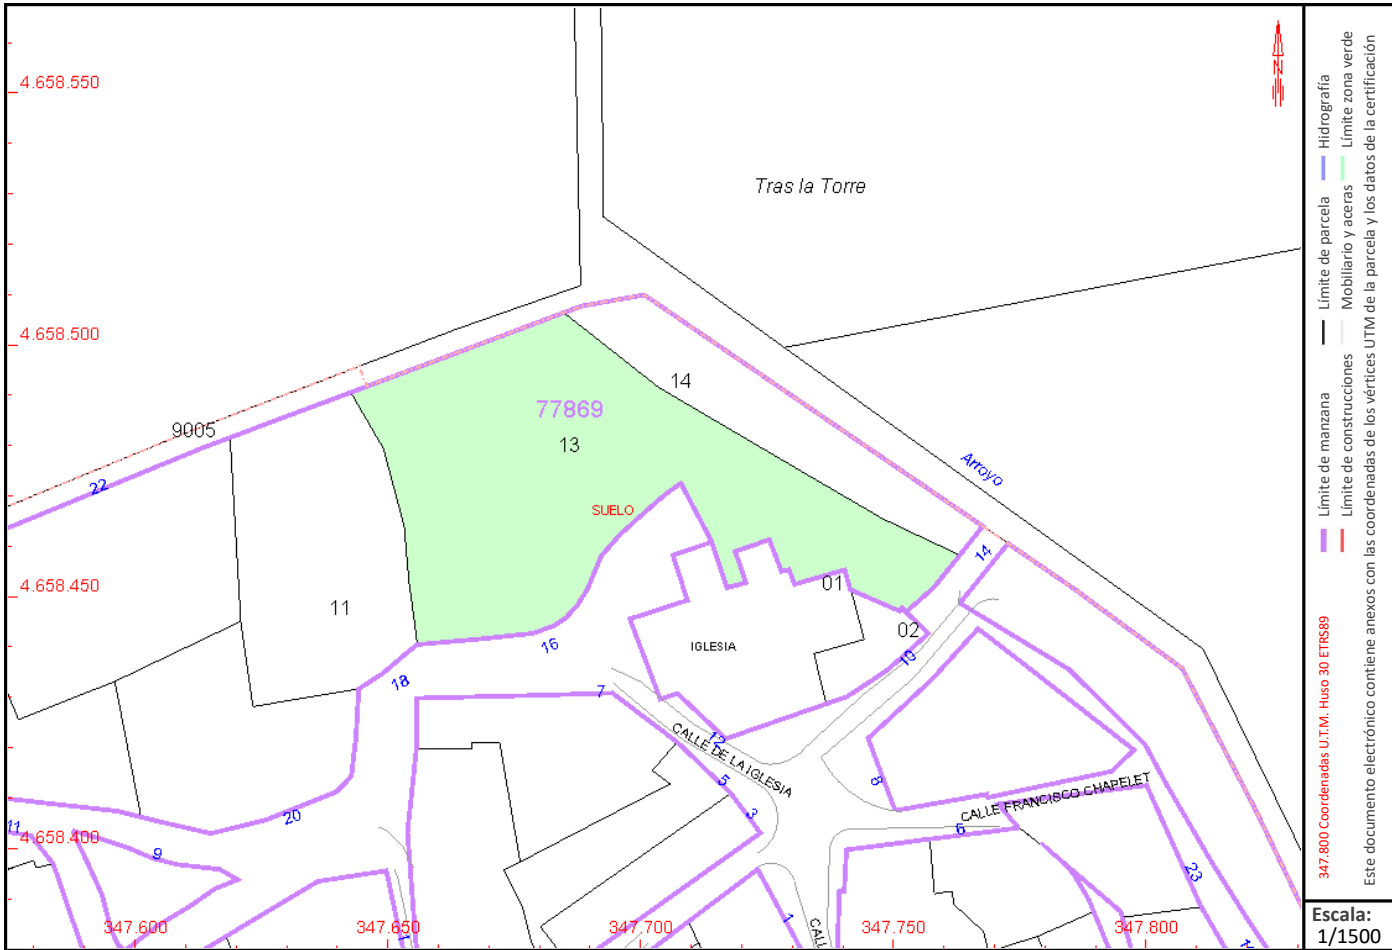 4.658.550
Tras la Torre
4.658.500
14
77869
13
9005
22
Arroyo
SUELO
14
4.658.450
01
11
02
16
IGLESIA
10
18
7
12
CALLE DE LA IGLESIA
5
8
CALLE FRANCISCO CHAPELET
3
20
6
11
4.658.400
9
23
1
CALL
1
1
347.600
347.650
347.700
347.750
347.800
N
Límite de manzana
Límite de parcela
Hidrografía
Límite de construcciones
Mobiliario y aceras
Límite zona verde
347.800 Coordenadas U.T.M. Huso 30 ETRS89
Este documento electrónico contiene anexos con las coordenadas de los vértices UTM de la parcela y los datos de la certificación
Escala:
1/1500